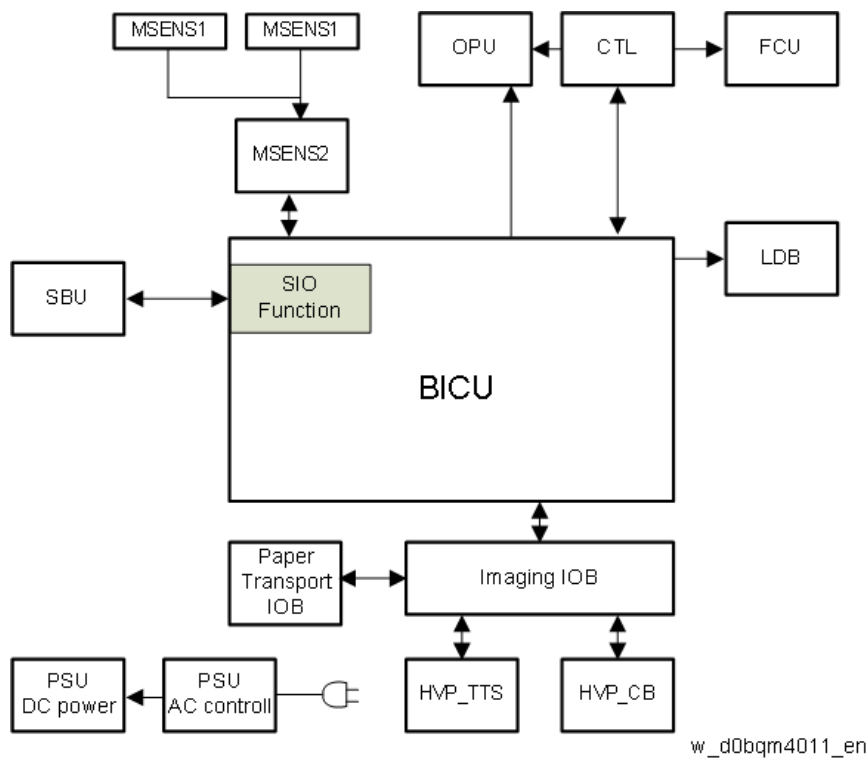 MSENS1
MSENS1
OPU
CTL
FCU
MSENS2
SBU
SIO
Function
LDB
BICU
Paper
Transport
IOB
Imaging IOB
PSU
DC power
PSU
AC controll
HVP_TTS
HVP_CB
w_d0bqm4011_en